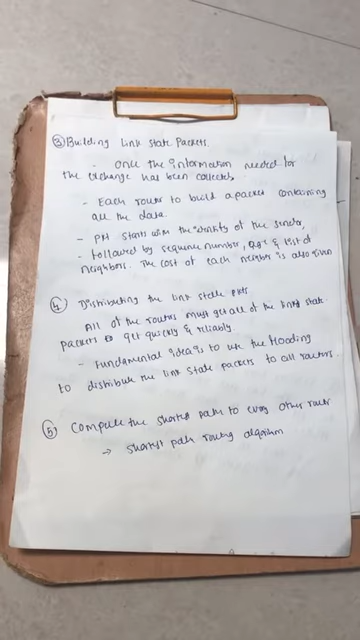 ③ Building Link State Packets.
- Once the information needed for
the exchange has been collected,
- Each router to build a packet containing
all the data.
- Pkt starts with the identity of the sender,
- followed by sequence number, age & list of
neighbors. The cost of each neighbor is also given
④ Distributing the link state pkts
All of the routers must get all of the link state
packets to get quickly & reliably
- Fundamental idea is to use the flooding
to distribute the link state packets to all routers.
⑤ Compute the shortest path to every other router
→ shortest path routing algorithm